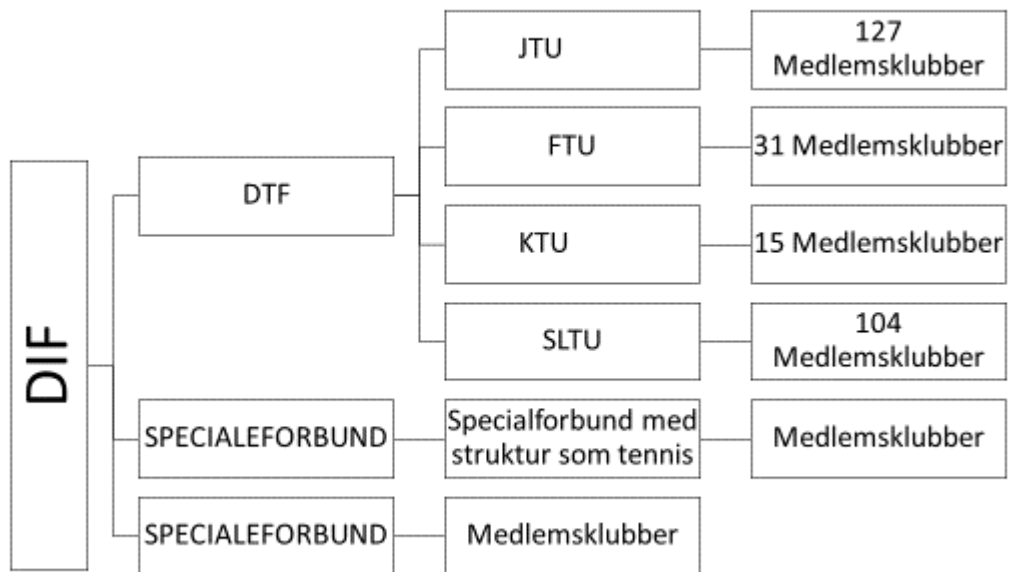 JTU
127
Medlemsklubber
FTU
31 Medlemsklubber
DTF
KTU
15 Medlemsklubber
SLTU
104
Medlemsklubber
DIF
SPECIALEFORBUND
Specialforbund med
struktur som tennis
Medlemsklubber
SPECIALEFORBUND
Medlemsklubber